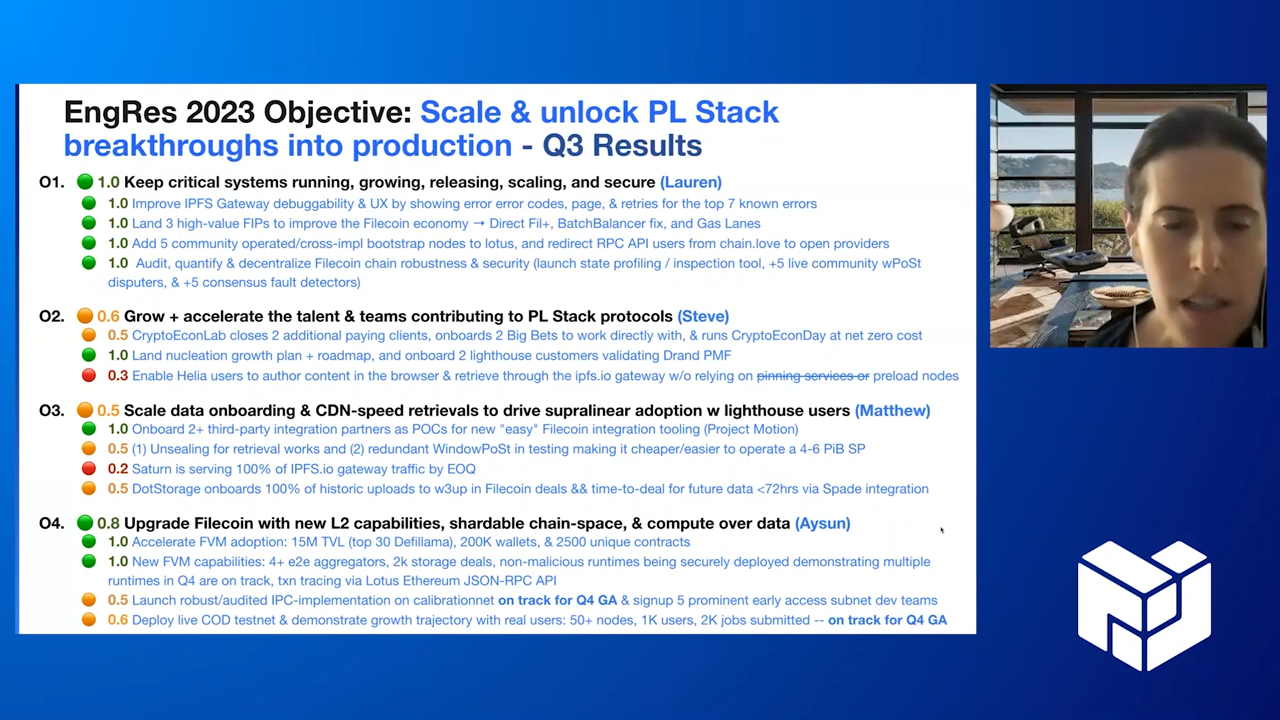 EngRes 2023 Objective: Scale & unlock PL Stack
breakthroughs into production - Q3 Results
O1. 1.0 Keep critical systems running, growing, releasing, scaling, and secure (Lauren)
1.0 Improve IPFS Gateway debuggability & UX by showing error error codes, page, & retries for the top 7 known errors
1.0 Land 3 high-value FIPs to improve the Filecoin economy → Direct Fil+, BatchBalancer fix, and Gas Lanes
1.0 Add 5 community operated/cross-impl bootstrap nodes to lotus, and redirect RPC API users from chain.love to open providers
1.0 Audit, quantify & decentralize Filecoin chain robustness & security (launch state profiling / inspection tool, +5 live community wPoSt
disputers, & +5 consensus fault detectors)
O2. 0.6 Grow + accelerate the talent & teams contributing to PL Stack protocols (Steve)
0.5 CryptoEconLab closes 2 additional paying clients, onboards 2 Big Bets to work directly with, & runs CryptoEconDay at net zero cost
1.0 Land nucleation growth plan + roadmap, and onboard 2 lighthouse customers validating Drand PMF
0.3 Enable Helia users to author content in the browser & retrieve through the ipfs.io gateway w/o relying on pinning services or preload nodes
O3. 0.5 Scale data onboarding & CDN-speed retrievals to drive supralinear adoption w lighthouse users (Matthew)
1.0 Onboard 2+ third-party integration partners as POCs for new "easy" Filecoin integration tooling (Project Motion)
0.5 (1) Unsealing for retrieval works and (2) redundant WindowPoSt in testing making it cheaper/easier to operate a 4-6 PiB SP
0.2 Saturn is serving 100% of IPFS.io gateway traffic by EOQ
0.5 DotStorage onboards 100% of historic uploads to w3up in Filecoin deals && time-to-deal for future data <72hrs via Spade integration
O4. 0.8 Upgrade Filecoin with new L2 capabilities, shardable chain-space, & compute over data (Aysun)
1.0 Accelerate FVM adoption: 15M TVL (top 30 Defillama), 200K wallets, & 2500 unique contracts
1.0 New FVM capabilities: 4+ e2e aggregators, 2k storage deals, non-malicious runtimes being securely deployed demonstrating multiple
runtimes in Q4 are on track, txn tracing via Lotus Ethereum JSON-RPC API
0.5 Launch robust/audited IPC-implementation on calibrationnet on track for Q4 GA & signup 5 prominent early access subnet dev teams
0.6 Deploy live COD testnet & demonstrate growth trajectory with real users: 50+ nodes, 1K users, 2K jobs submitted -- on track for Q4 GA